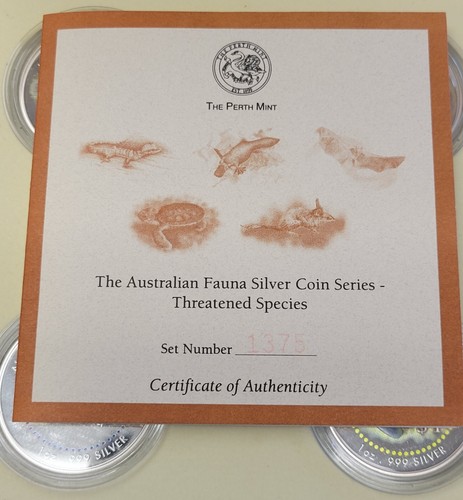 THE PERTH MINT
EST. 1899
THE PERTH MINT
The Australian Fauna Silver Coin Series -
Threatened Species
Set Number 1375
Certificate of Authenticity
1oz . 999 SILVER
1oz . 999 SILVER